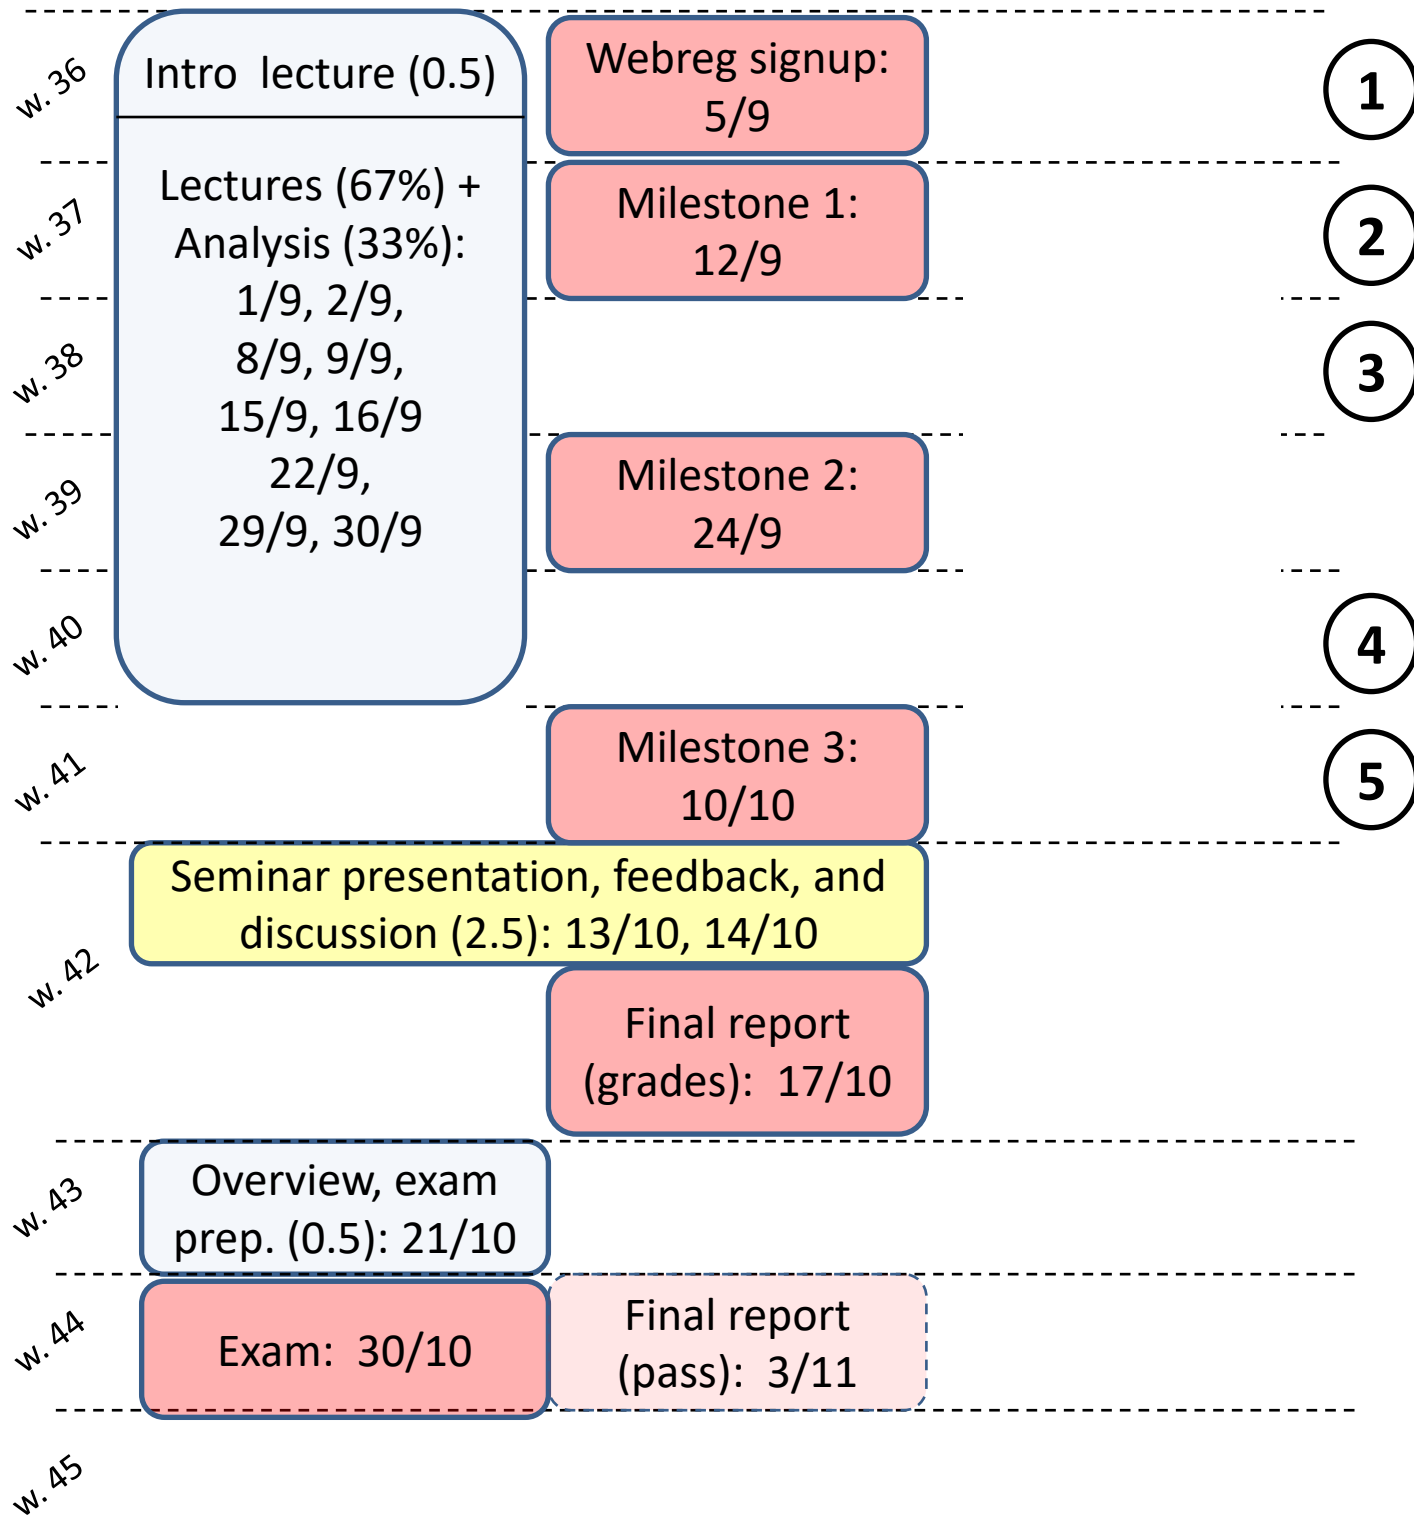 w. 36
Intro lecture (0.5)
Webreg signup:
5/9
1
w. 37
Lectures (67%) +
Analysis (33%):
1/9, 2/9,
8/9, 9/9,
15/9, 16/9
22/9,
29/9, 30/9
Milestone 1:
12/9
2
w. 38
3
w. 39
Milestone 2:
24/9
w. 40
4
w. 41
Milestone 3:
10/10
5
Seminar presentation, feedback, and
discussion (2.5): 13/10, 14/10
w. 42
Final report
(grades): 17/10
w. 43
Overview, exam
prep. (0.5): 21/10
w. 44
Exam: 30/10
Final report
(pass): 3/11
w. 45